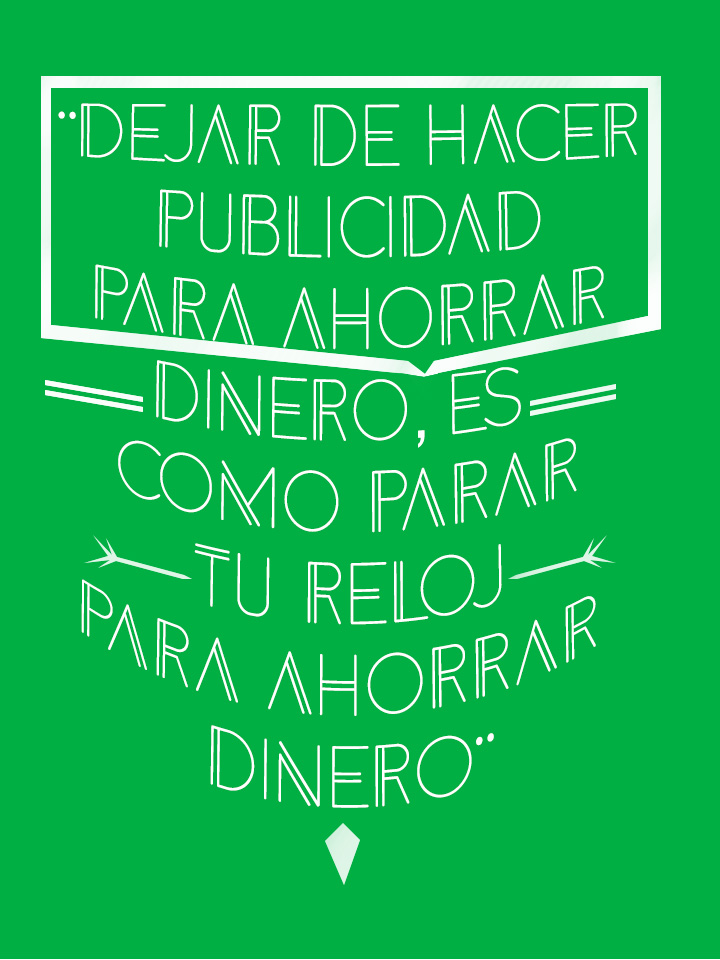 ¨DEJAR DE HACER
PUBLICIDAD
PARA AHORRAR
DINERO, ES
COMO PARAR
TU RELOJ
PARA AHORRAR
DINERO¨